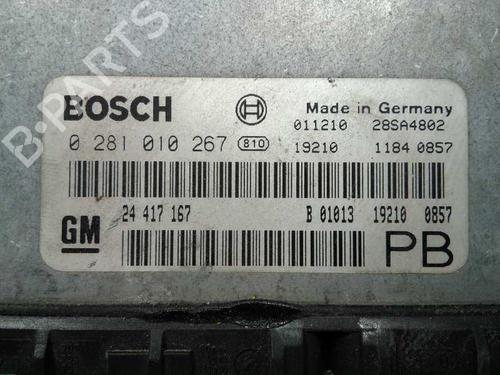 B-PARTS
BOSCH
Made in Germany
011210 28SA4802
0 281 010 267 810 19210 1184 0857
GM 24 417 167 B 01013 19210 0857
PB